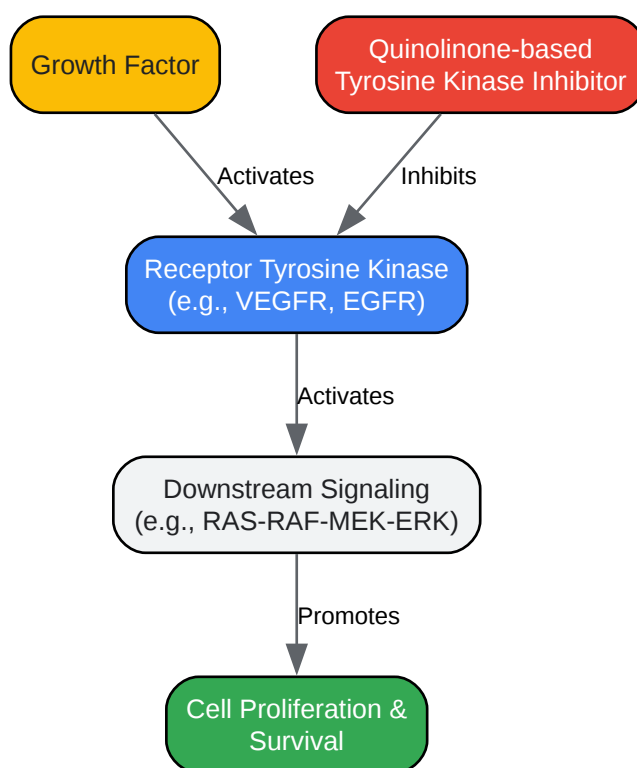 Growth Factor
Quinolinone-based
Tyrosine Kinase Inhibitor
Activates
Inhibits
Receptor Tyrosine Kinase
(e.g., VEGFR, EGFR)
Activates
Downstream Signaling
(e.g., RAS-RAF-MEK-ERK)
Promotes
Cell Proliferation &
Survival